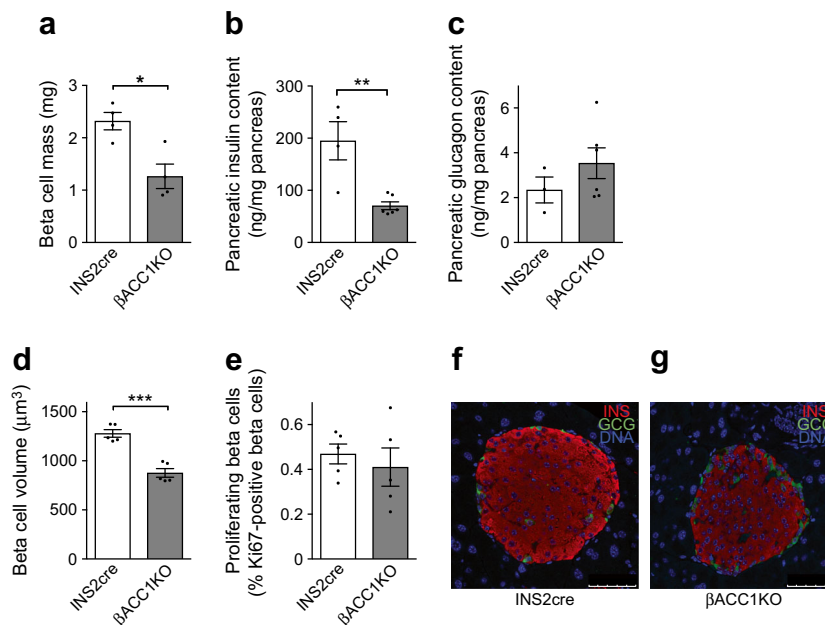 a
Beta cell mass (mg)
3
2
1
0
*
INS2cre
βACC1KO
b
Pancreatic insulin content
(ng/mg pancreas)
300
200
100
0
**
INS2cre
βACC1KO
c
Pancreatic glucagon content
(ng/mg pancreas)
6
4
2
0
INS2cre
βACC1KO
d
Beta cell volume (μm³)
1500
1000
500
0
***
INS2cre
βACC1KO
e
Proliferating beta cells
(% Ki67-positive beta cells)
0.6
0.4
0.2
0
INS2cre
βACC1KO
f
INS
GCG
DNA
INS2cre
g
INS
GCG
DNA
βACC1KO